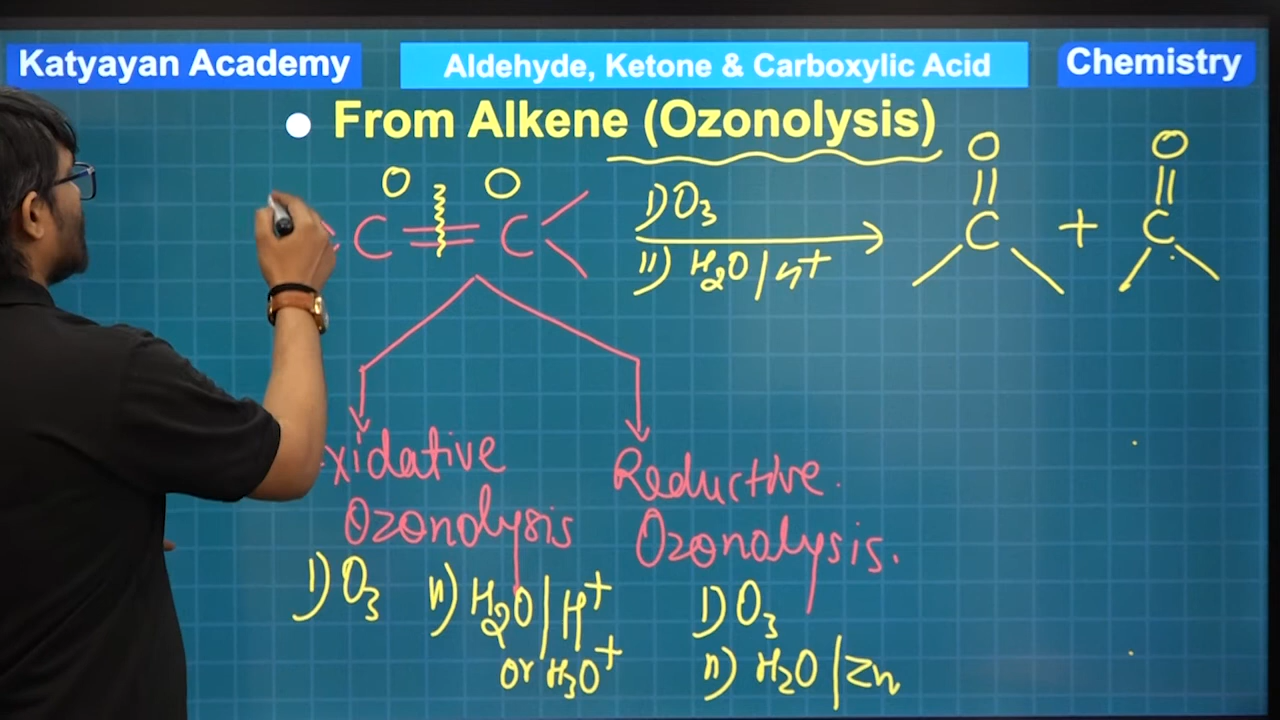 Katyayan Academy
Aldehyde, Ketone & Carboxylic Acid
Chemistry
• From Alkene (Ozonolysis)
O O
C = C
I) O₃
II) H₂O/H⁺
O O
|| ||
C + C
xidative
Ozonolysis
Reductive.
Ozonolysis.
I) O₃ II) H₂O/H⁺
or H₃O⁺
I) O₃
II) H₂O/Zn